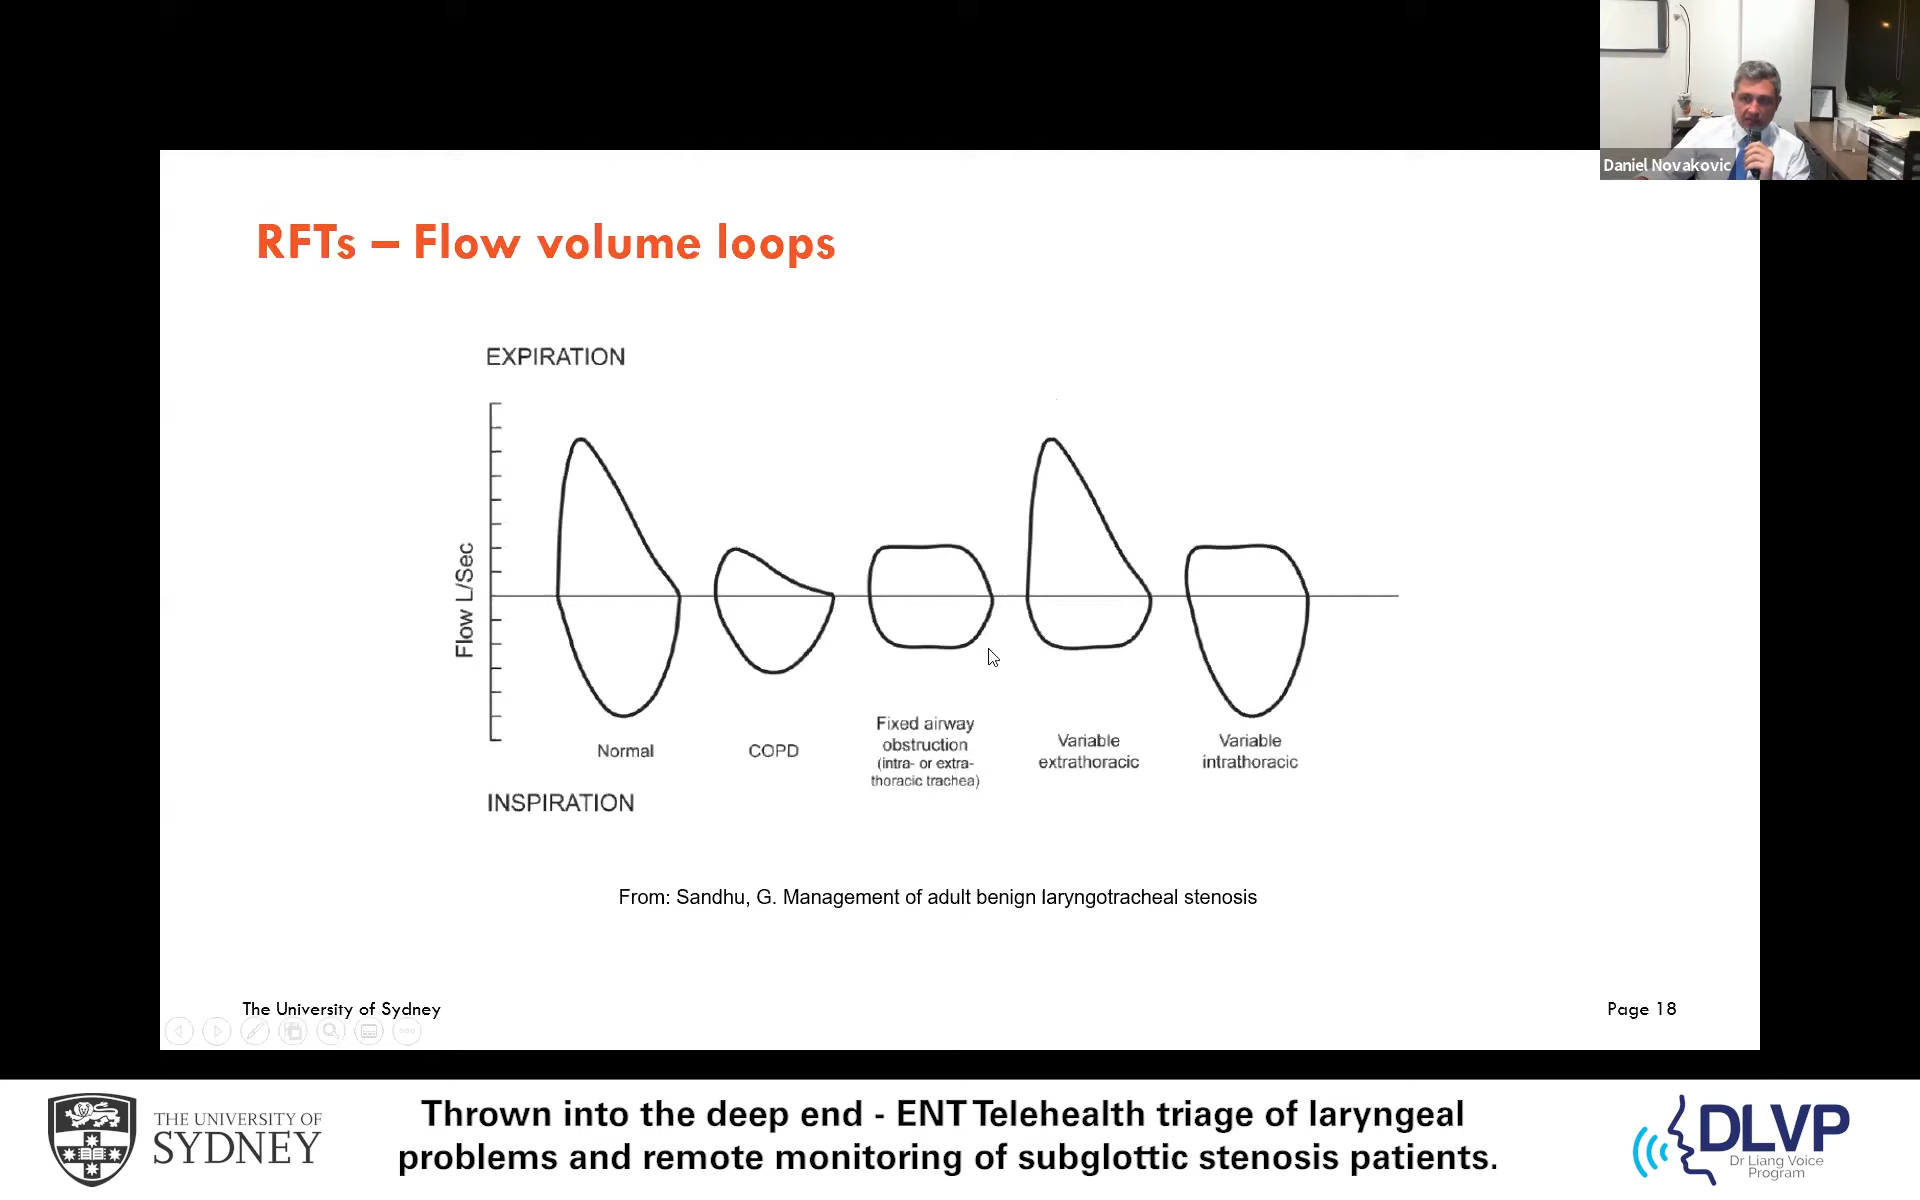 Daniel Novakovic
RFTs – Flow volume loops
EXPIRATION
Flow L/Sec
Normal
COPD
Fixed airway
obstruction
(intra- or extra-
thoracic trachea)
Variable
extrathoracic
Variable
intrathoracic
INSPIRATION
From: Sandhu, G. Management of adult benign laryngotracheal stenosis
The University of Sydney
Page 18
THE UNIVERSITY OF
SYDNEY
Thrown into the deep end - ENT Telehealth triage of laryngeal
problems and remote monitoring of subglottic stenosis patients.
DLVP
Dr Liang Voice
Program